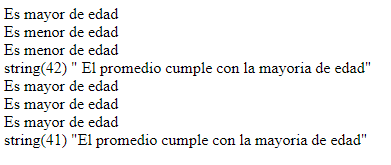 Es mayor de edad
Es menor de edad
Es menor de edad
string(42) " El promedio cumple con la mayoria de edad"
Es mayor de edad
Es mayor de edad
Es mayor de edad
string(41) "El promedio cumple con la mayoria de edad"